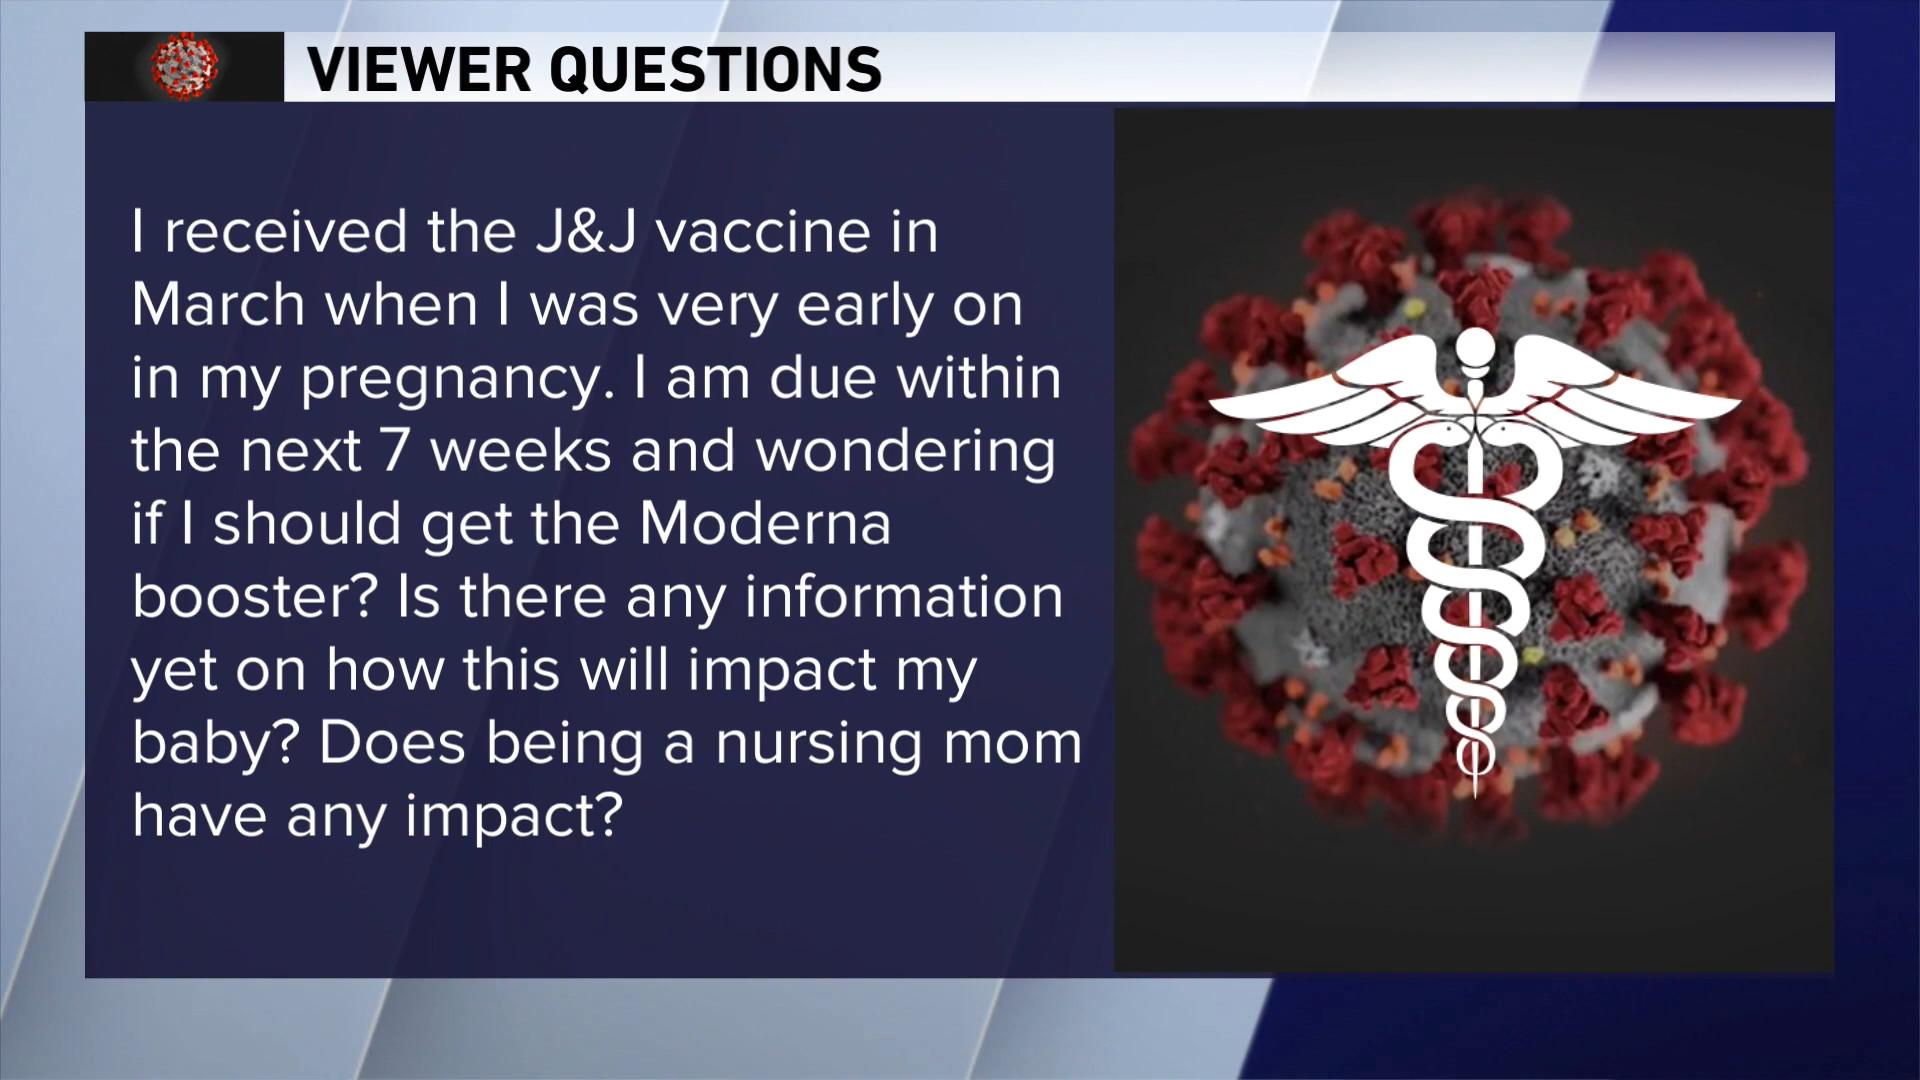 VIEWER QUESTIONS
I received the J&J vaccine in
March when I was very early on
in my pregnancy. I am due within
the next 7 weeks and wondering
if I should get the Moderna
booster? Is there any information
yet on how this will impact my
baby? Does being a nursing mom
have any impact?